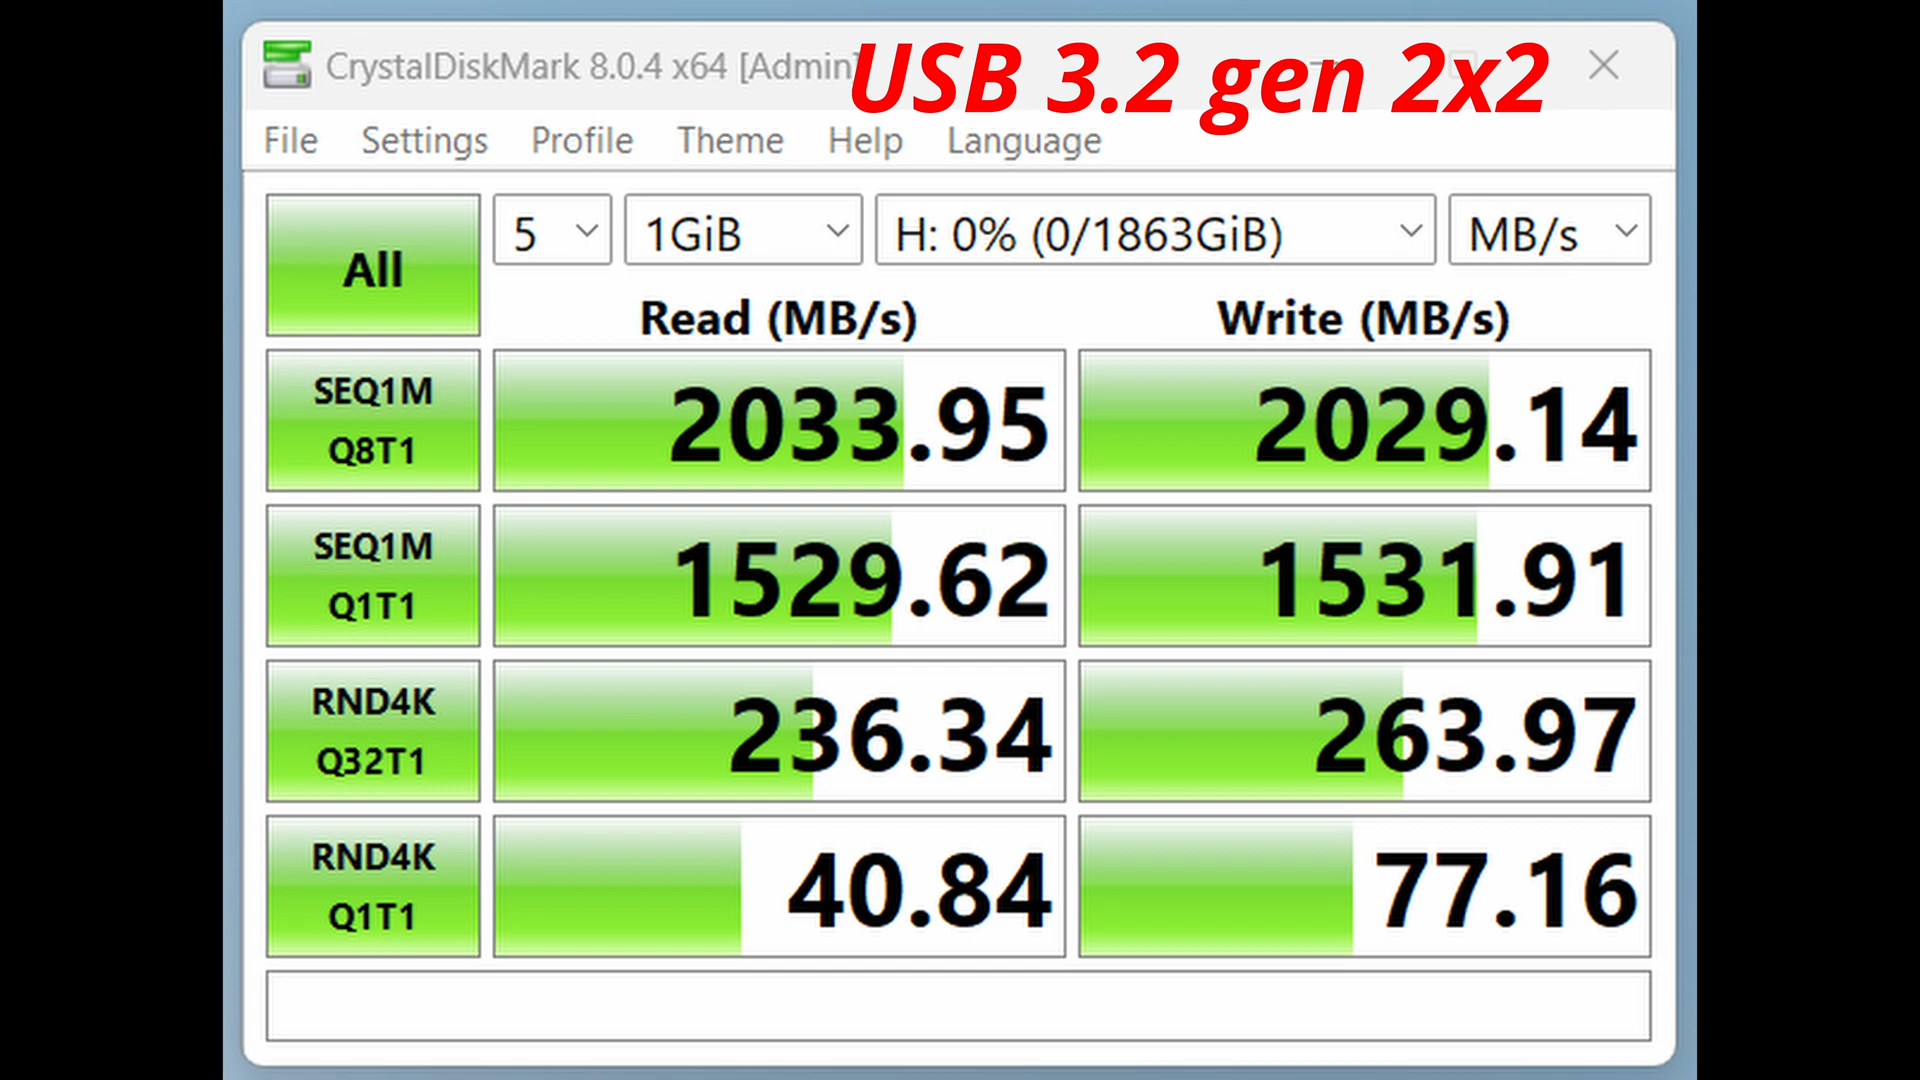 CrystalDiskMark 8.0.4 x64 [Admin]
USB 3.2 gen 2x2
File Settings Profile Theme Help Language
All 5 1GiB H: 0% (0/1863GiB) MB/s
Read (MB/s) Write (MB/s)
SEQ1M
Q8T1
2033.95 2029.14
SEQ1M
Q1T1
1529.62 1531.91
RND4K
Q32T1
236.34 263.97
RND4K
Q1T1
40.84 77.16